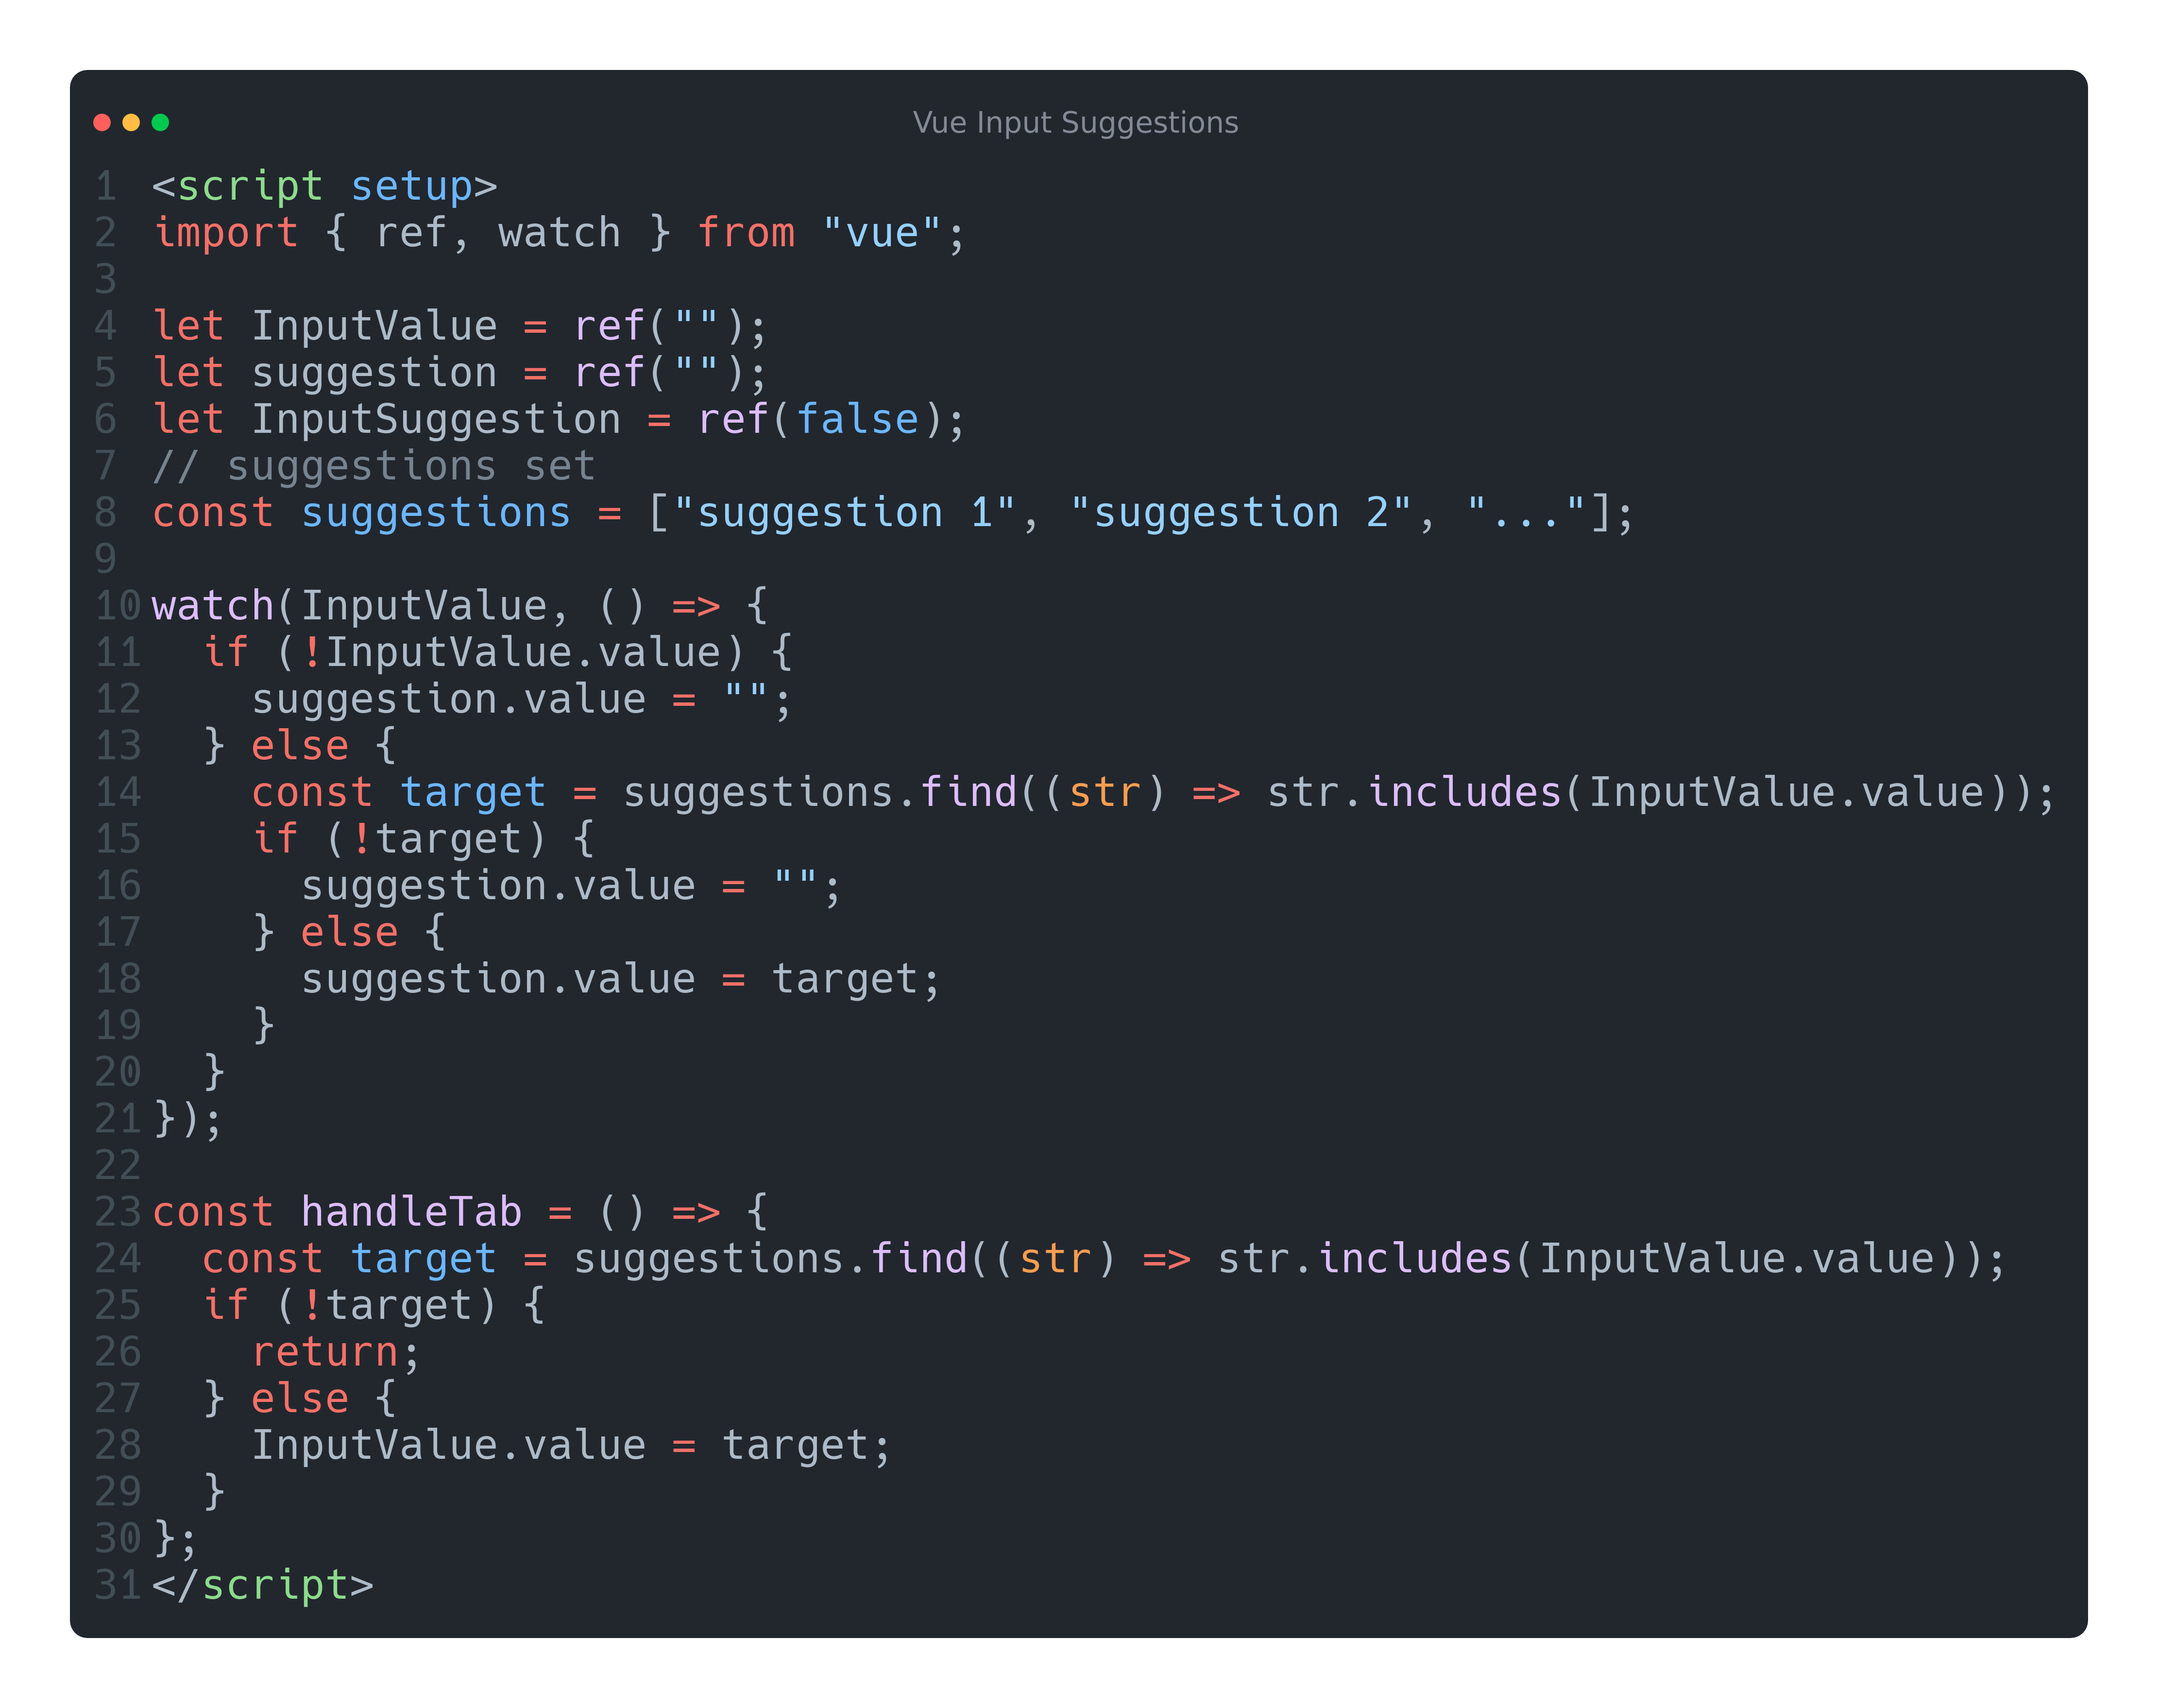 Vue Input Suggestions
1 <script setup>
2 import { ref, watch } from "vue";
3
4 let InputValue = ref("");
5 let suggestion = ref("");
6 let InputSuggestion = ref(false);
7 // suggestions set
8 const suggestions = ["suggestion 1", "suggestion 2", "..."];
9
10 watch(InputValue, () => {
11   if (!InputValue.value) {
12     suggestion.value = "";
13   } else {
14     const target = suggestions.find((str) => str.includes(InputValue.value));
15     if (!target) {
16       suggestion.value = "";
17     } else {
18       suggestion.value = target;
19     }
20   }
21 });
22
23 const handleTab = () => {
24   const target = suggestions.find((str) => str.includes(InputValue.value));
25   if (!target) {
26     return;
27   } else {
28     InputValue.value = target;
29   }
30 };
31 </script>